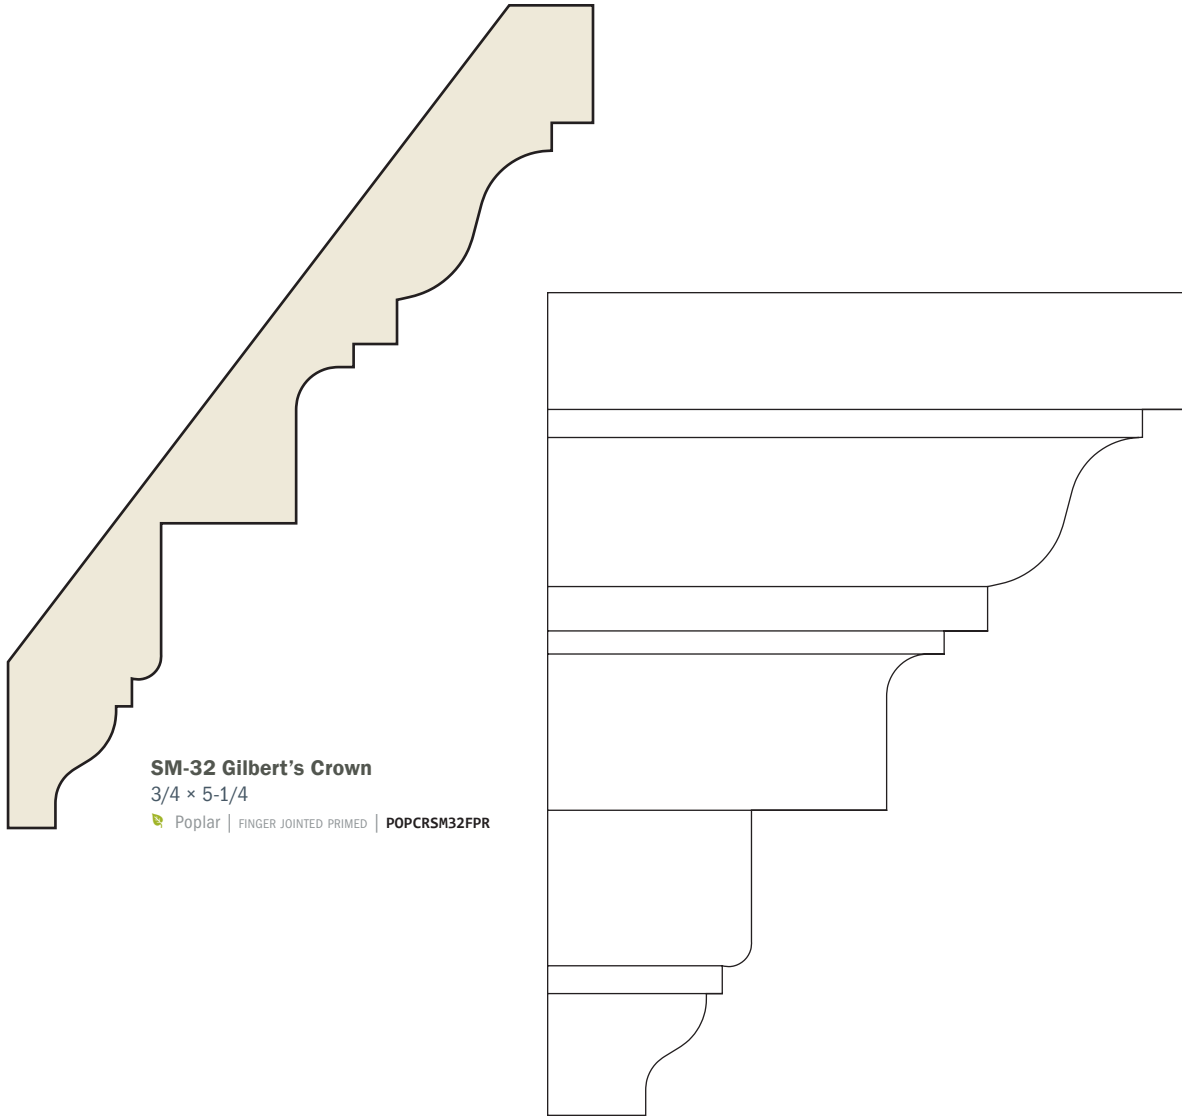 SM-32 Gilbert’s Crown
3/4 × 5-1/4
Poplar | FINGER JOINTED PRIMED | POPCRSM32FPR